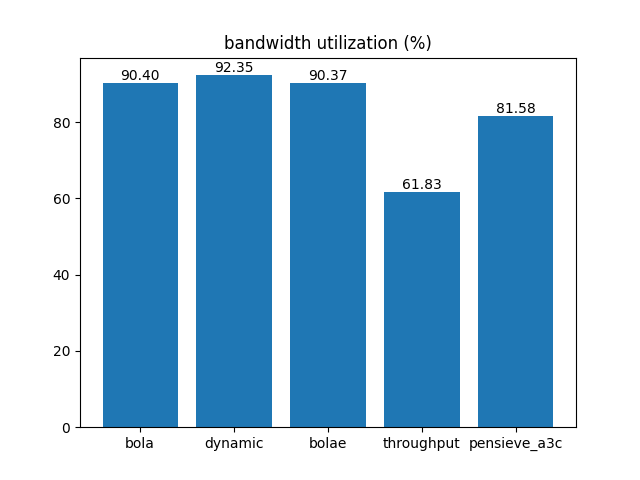 bandwidth utilization (%)
90.40
92.35
90.37
61.83
81.58
80
60
40
20
0
bola
dynamic
bolae
throughput
pensieve_a3c